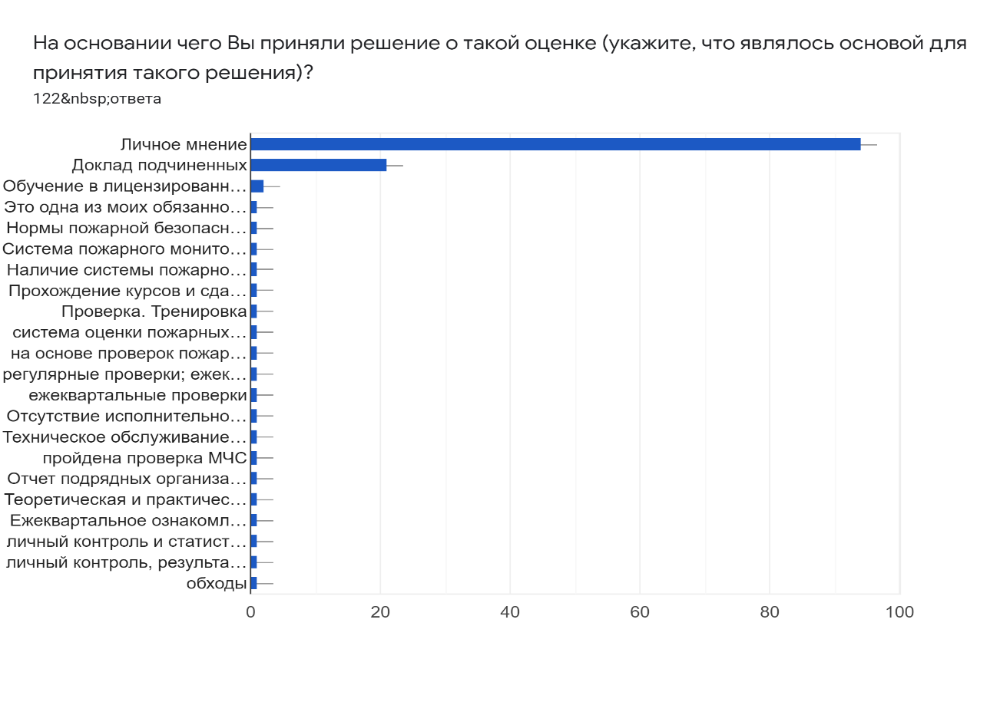 На основании чего Вы приняли решение о такой оценке (укажите, что являлось основой для
принятия такого решения)?
122&nbsp;ответа
Личное мнение
Доклад подчиненных
Обучение в лицензированн…
Это одна из моих обязанно…
Нормы пожарной безопасн…
Система пожарного монито…
Наличие системы пожарно…
Прохождение курсов и сда…
Проверка. Тренировка
система оценки пожарных…
на основе проверок пожар…
регулярные проверки; ежек…
ежеквартальные проверки
Отсутствие исполнительно…
Техническое обслуживание…
пройдена проверка МЧС
Отчет подрядных организа…
Теоретическая и практичес…
Ежеквартальное ознакомл…
личный контроль и статист…
личный контроль, результа…
обходы
0 20 40 60 80 100